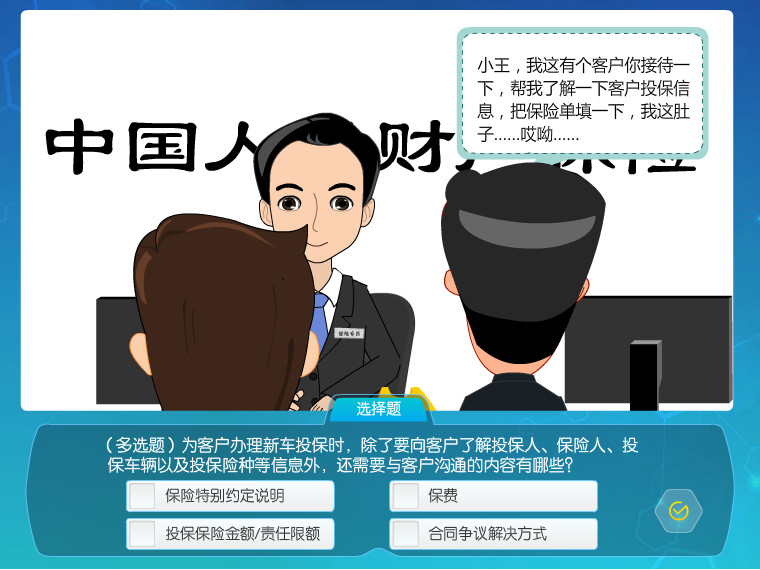 小王，我这有个客户你接待一
下，帮我了解一下客户投保信
息，把保险单填一下，我这肚
子……哎呦……
中国人 财 保险
选择题
（多选题）为客户办理新车投保时，除了要向客户了解投保人、保险人、投
保车辆以及投保险种等信息外，还需要与客户沟通的内容有哪些？
保险特别约定说明
保费
投保保险金额/责任限额
合同争议解决方式